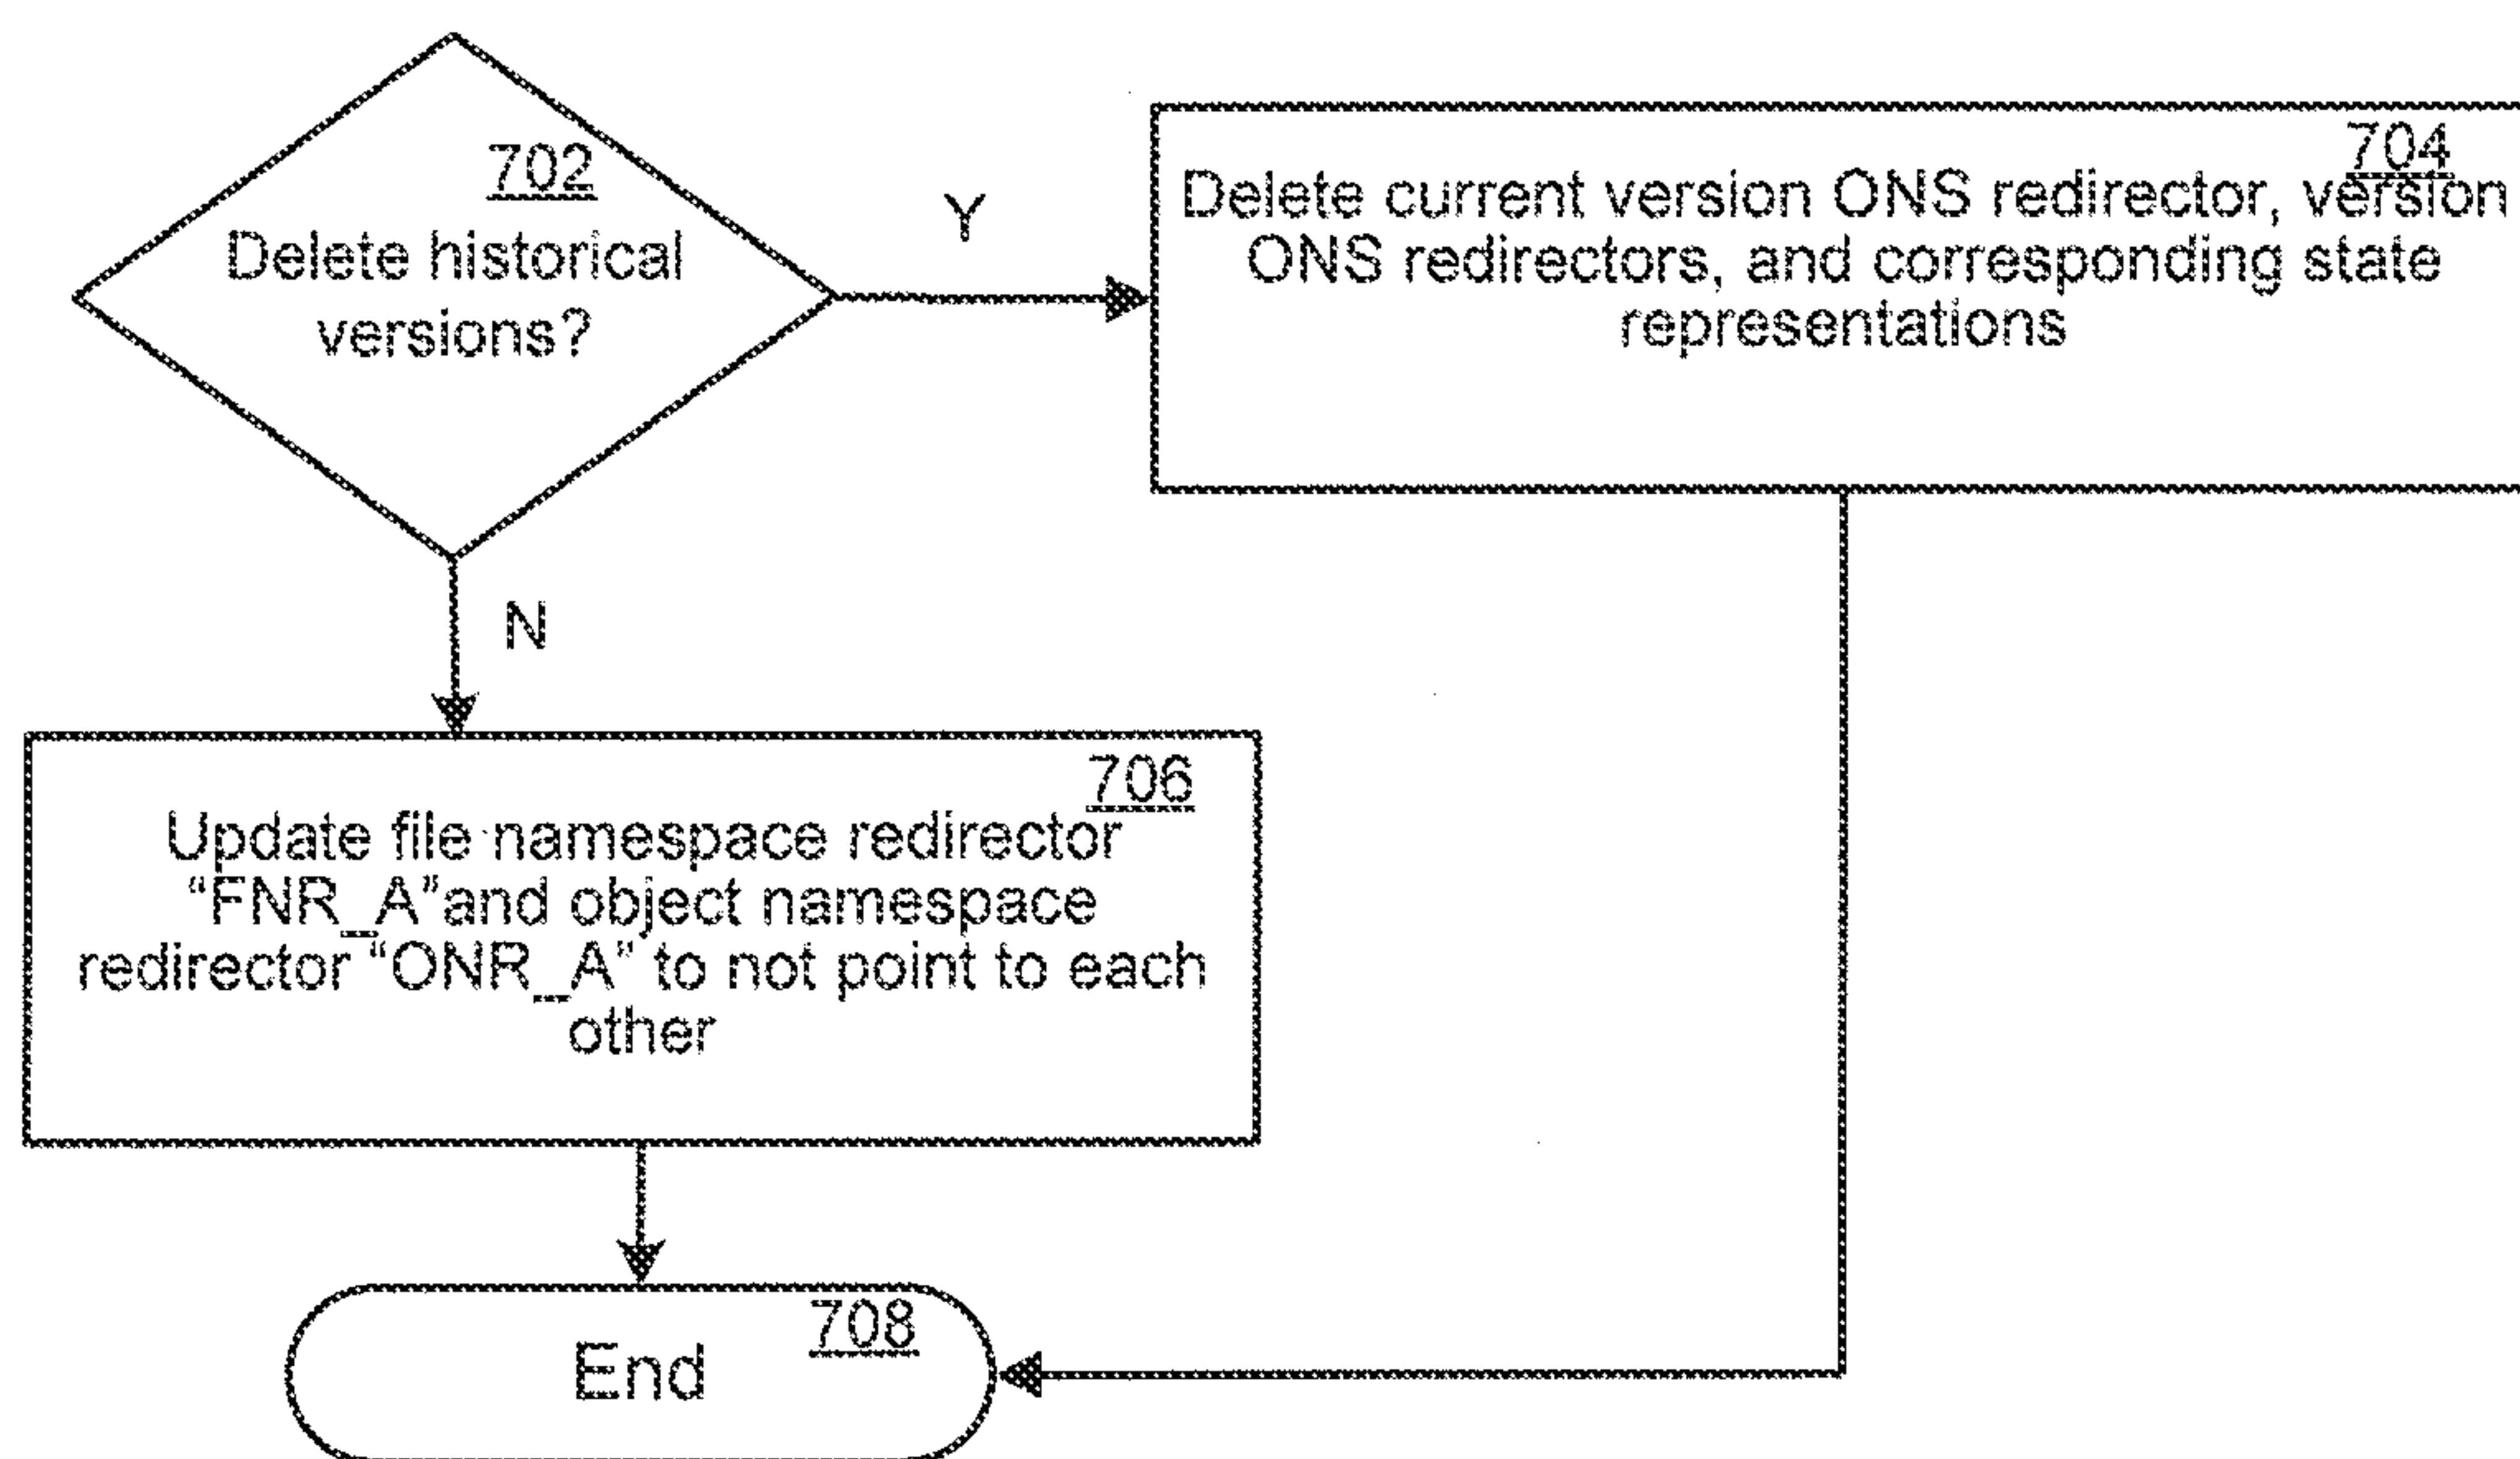 702
Delete historical
versions?
Y
704
Delete current version ONS redirector, version
ONS redirectors, and corresponding state
representations
N
706
Update file namespace redirector
“FNR_A”and object namespace
redirector “ONR_A” to not point to each
other
708
End